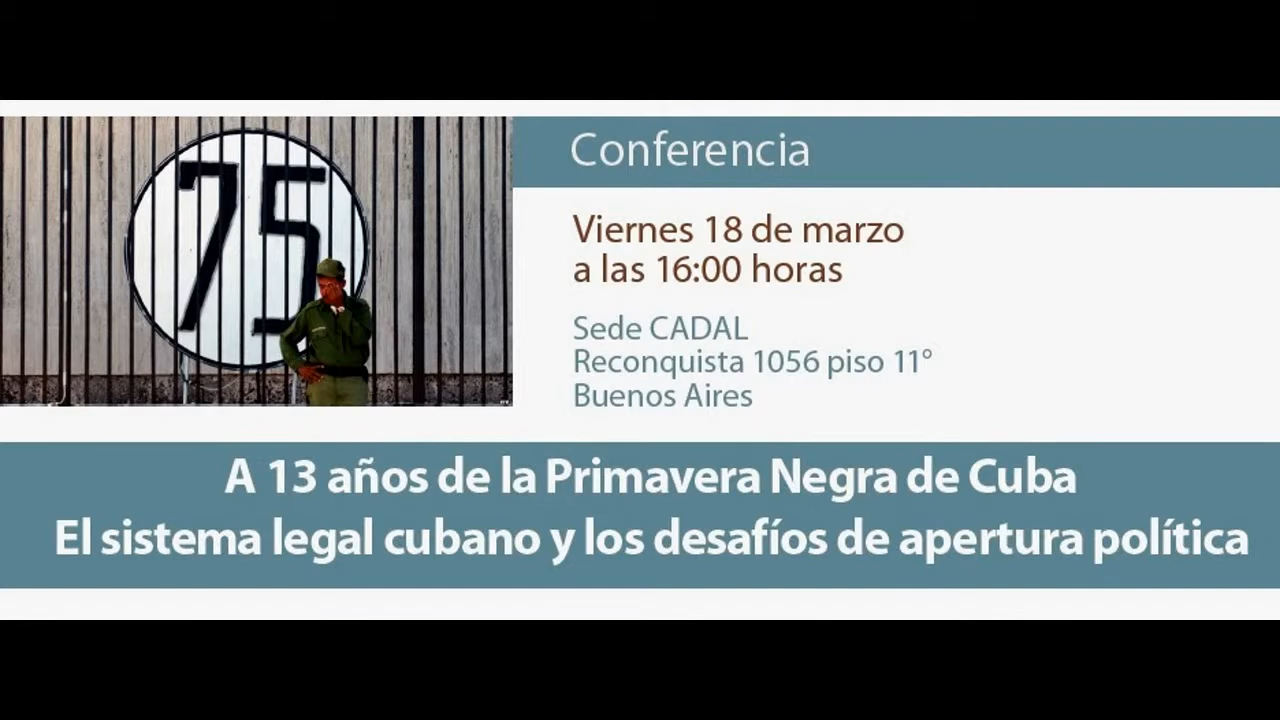 75
Conferencia
Viernes 18 de marzo
a las 16:00 horas
Sede CADAL
Reconquista 1056 piso 11°
Buenos Aires
A 13 años de la Primavera Negra de Cuba
El sistema legal cubano y los desafíos de apertura política